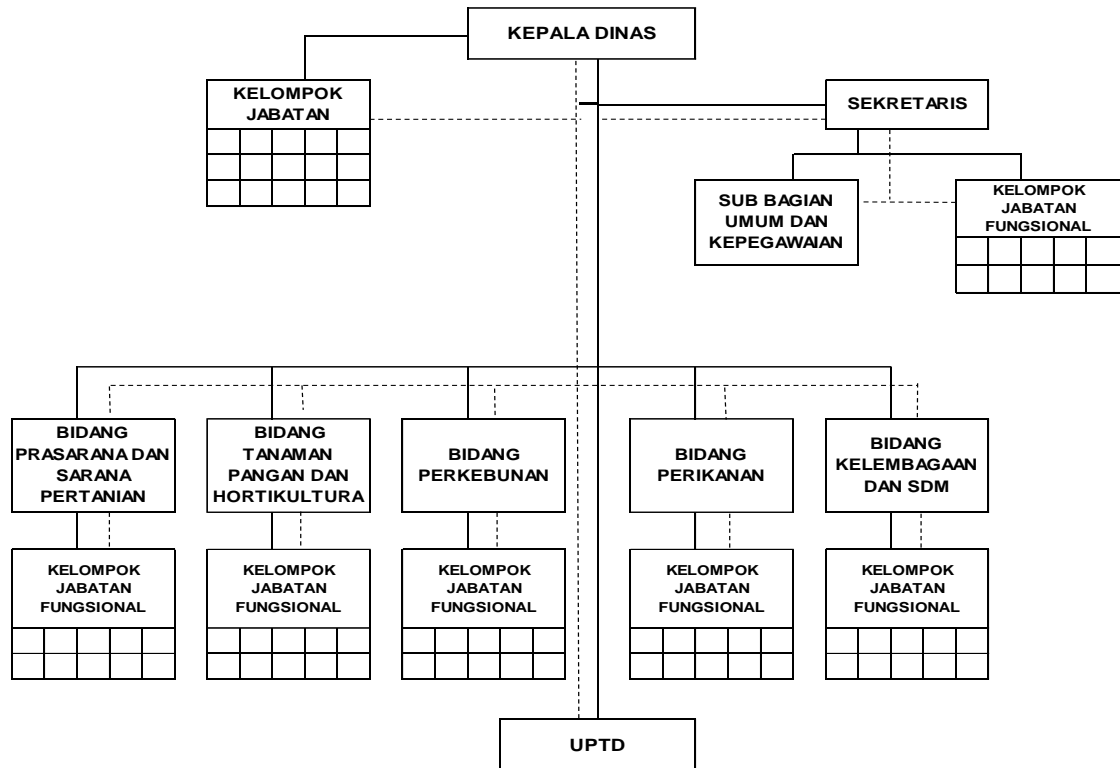 KEPALA DINAS
KELOMPOK
JABATAN
SEKRETARIS
SUB BAGIAN
UMUM DAN
KEPEGAWAIAN
KELOMPOK
JABATAN
FUNGSIONAL
BIDANG
PRASARANA DAN
SARANA
PERTANIAN
BIDANG
TANAMAN
PANGAN DAN
HORTIKULTURA
BIDANG
PERKEBUNAN
BIDANG
PERIKANAN
BIDANG
KELEMBAGAAN
DAN SDM
KELOMPOK
JABATAN
FUNGSIONAL
KELOMPOK
JABATAN
FUNGSIONAL
KELOMPOK
JABATAN
FUNGSIONAL
KELOMPOK
JABATAN
FUNGSIONAL
KELOMPOK
JABATAN
FUNGSIONAL
UPTD